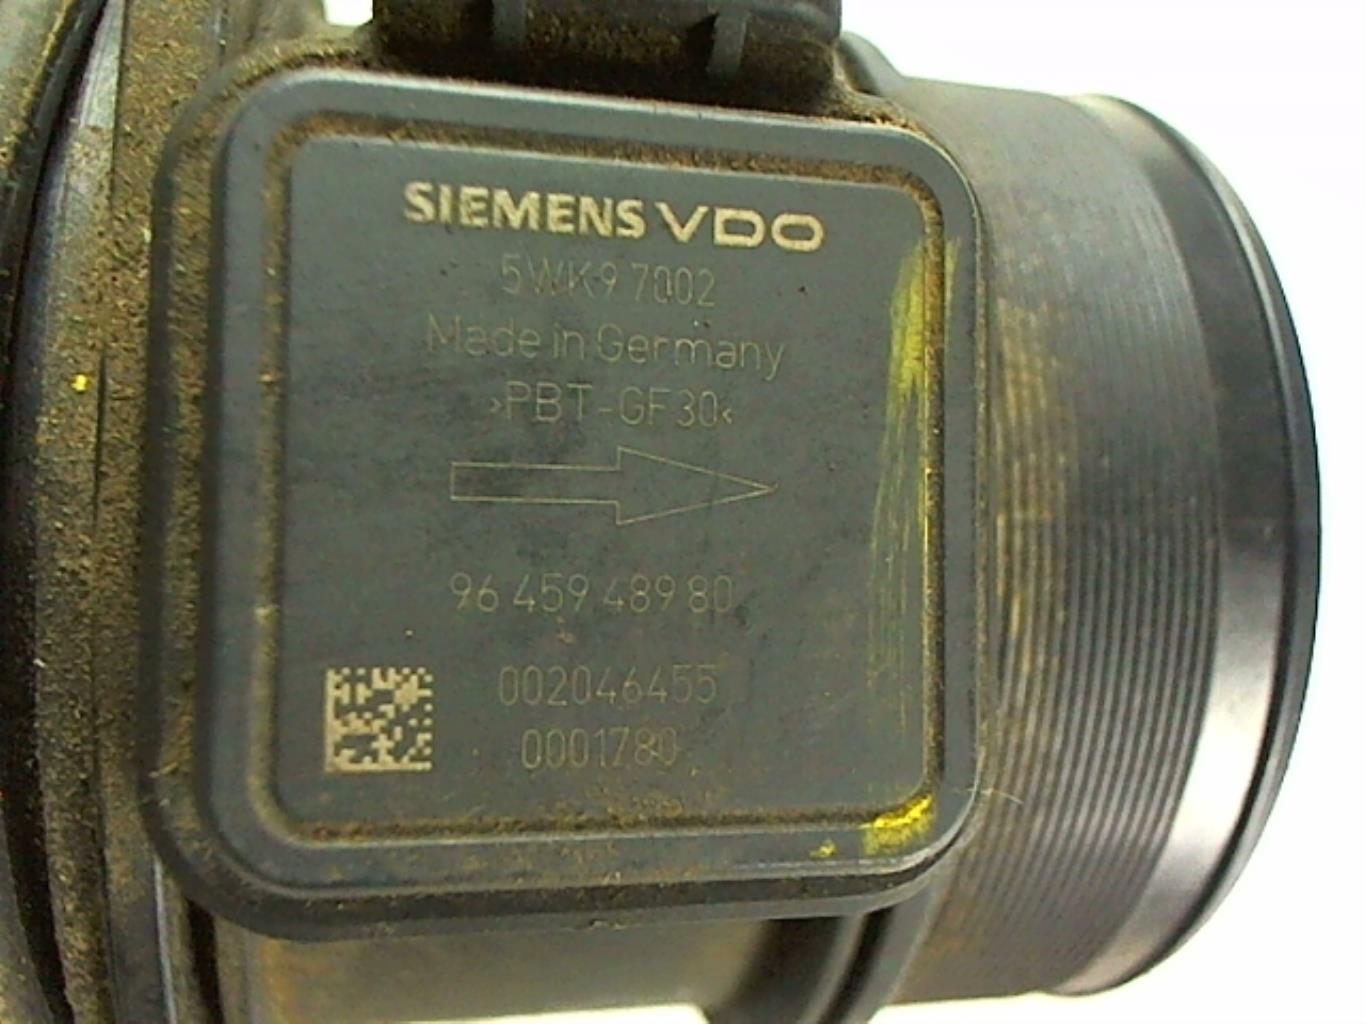 SIEMENS VDO
5WK9 7002
Made in Germany
>PBT-GF30<
96 459 489 80
002046455
0001780